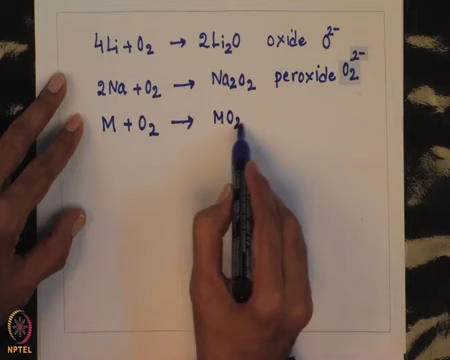 4Li + O₂ → 2Li₂O oxide O²⁻
2Na + O₂ → Na₂O₂ peroxide O₂²⁻
M + O₂ → MO₂
NPTEL